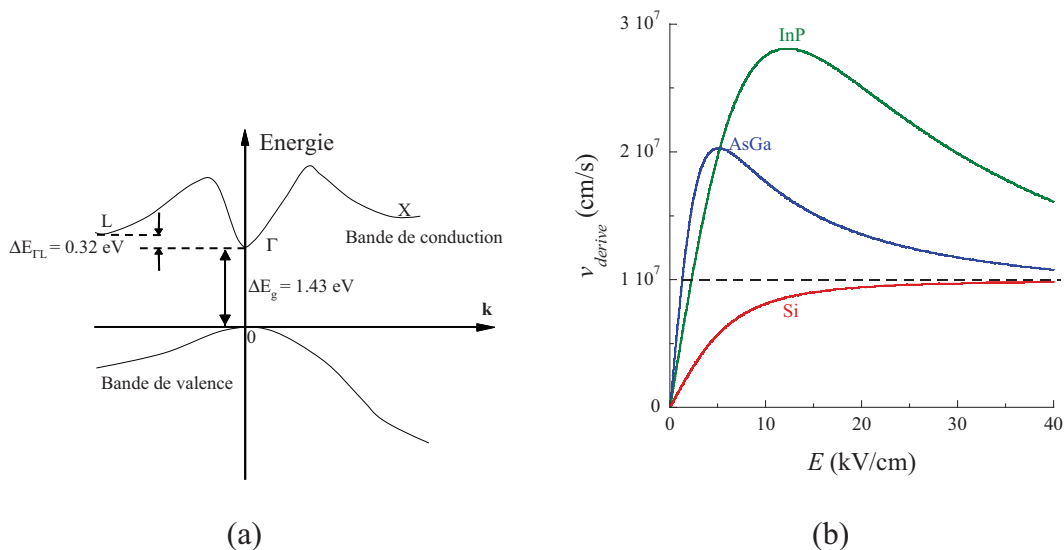 Energie
L
X
ΔE_ΓL = 0.32 eV
Γ
Bande de conduction
ΔE_g = 1.43 eV
k
0
Bande de valence
(a)
3 10^7
InP
2 10^7
AsGa
v_derive (cm/s)
1 10^7
Si
0
0
10
20
30
40
E (kV/cm)
(b)